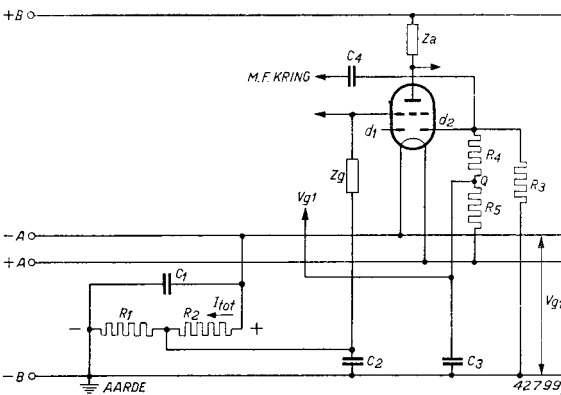 +B
Za
C4
M.F. KRING
d1
d2
R4
Zg
Q
R3
Vg1
R5
-A
+A
C1
Vg1
R1
R2
Itot
-
+
C2
C3
-B
AARDE
42799